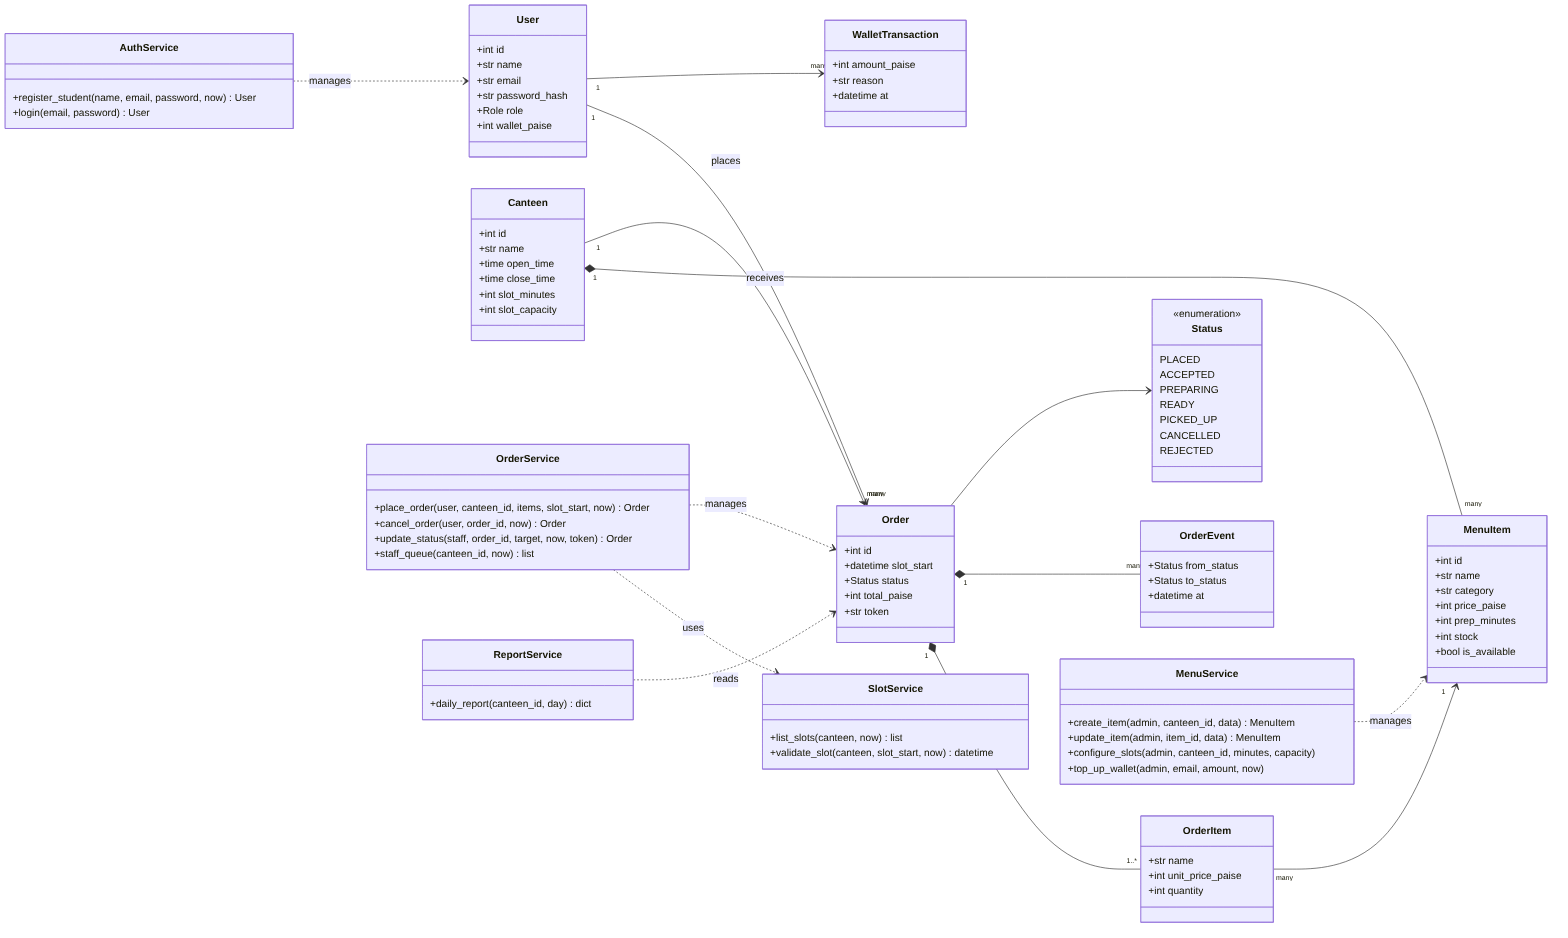 AuthService
+register_student(name, email, password, now) : User
+login(email, password) : User
manages
User
+int id
+str name
+str email
+str password_hash
+Role role
+int wallet_paise
1
1
many
WalletTransaction
+int amount_paise
+str reason
+datetime at
places
Canteen
+int id
+str name
+time open_time
+time close_time
+int slot_minutes
+int slot_capacity
1
1
receives
«enumeration»
Status
PLACED
ACCEPTED
PREPARING
READY
PICKED_UP
CANCELLED
REJECTED
OrderService
+place_order(user, canteen_id, items, slot_start, now) : Order
+cancel_order(user, order_id, now) : Order
+update_status(staff, order_id, target, now, token) : Order
+staff_queue(canteen_id, now) : list
manages
uses
many
many
Order
+int id
+datetime slot_start
+Status status
+int total_paise
+str token
1
1
many
OrderEvent
+Status from_status
+Status to_status
+datetime at
many
MenuItem
+int id
+str name
+str category
+int price_paise
+int prep_minutes
+int stock
+bool is_available
1
ReportService
+daily_report(canteen_id, day) : dict
reads
SlotService
+list_slots(canteen, now) : list
+validate_slot(canteen, slot_start, now) : datetime
MenuService
+create_item(admin, canteen_id, data) : MenuItem
+update_item(admin, item_id, data) : MenuItem
+configure_slots(admin, canteen_id, minutes, capacity)
+top_up_wallet(admin, email, amount, now)
manages
1..*
OrderItem
+str name
+int unit_price_paise
+int quantity
many